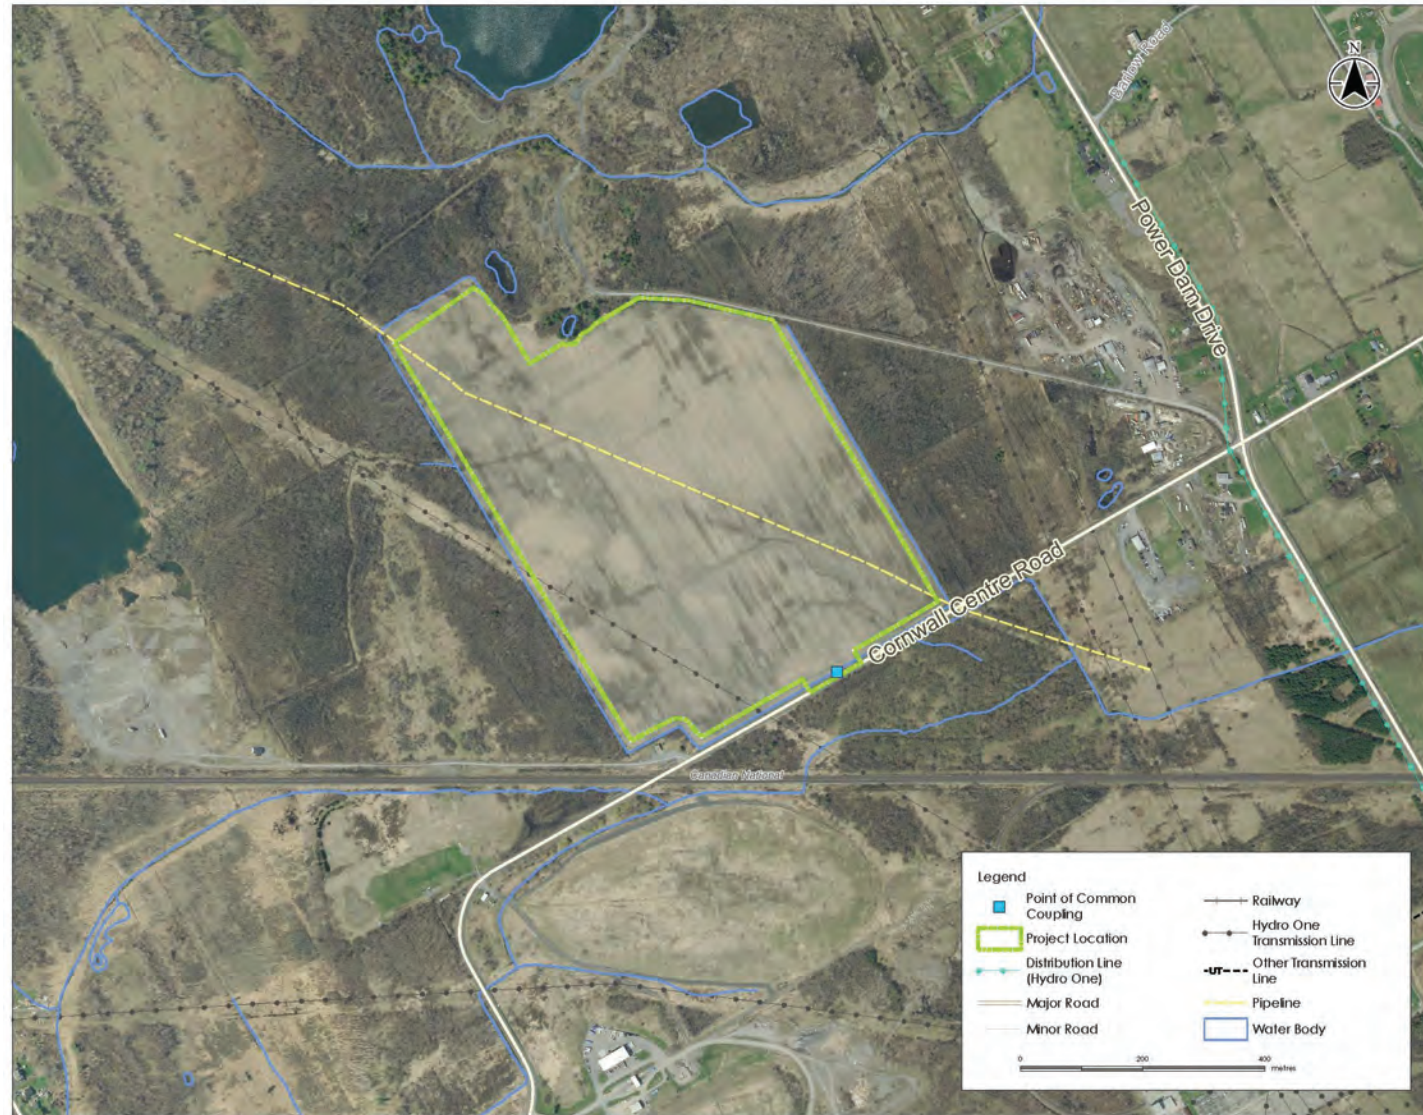 N
Barlow Road
Power Dam Drive
Cornwall Centre Road
Canadian National
Legend
Point of Common
Coupling
Project Location
Distribution Line
(Hydro One)
Major Road
Minor Road
Railway
Hydro One
Transmission Line
-UT- Other Transmission
Line
Pipeline
Water Body
0 200 400
metres